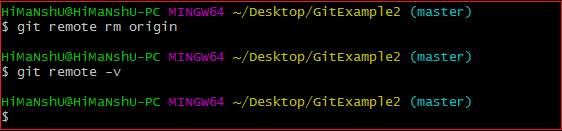 HiMaNshU@HiMaNshU-PC MINGW64 ~/Desktop/GitExample2 (master)
$ git remote rm origin
HiMaNshU@HiMaNshU-PC MINGW64 ~/Desktop/GitExample2 (master)
$ git remote -v
HiMaNshU@HiMaNshU-PC MINGW64 ~/Desktop/GitExample2 (master)
$